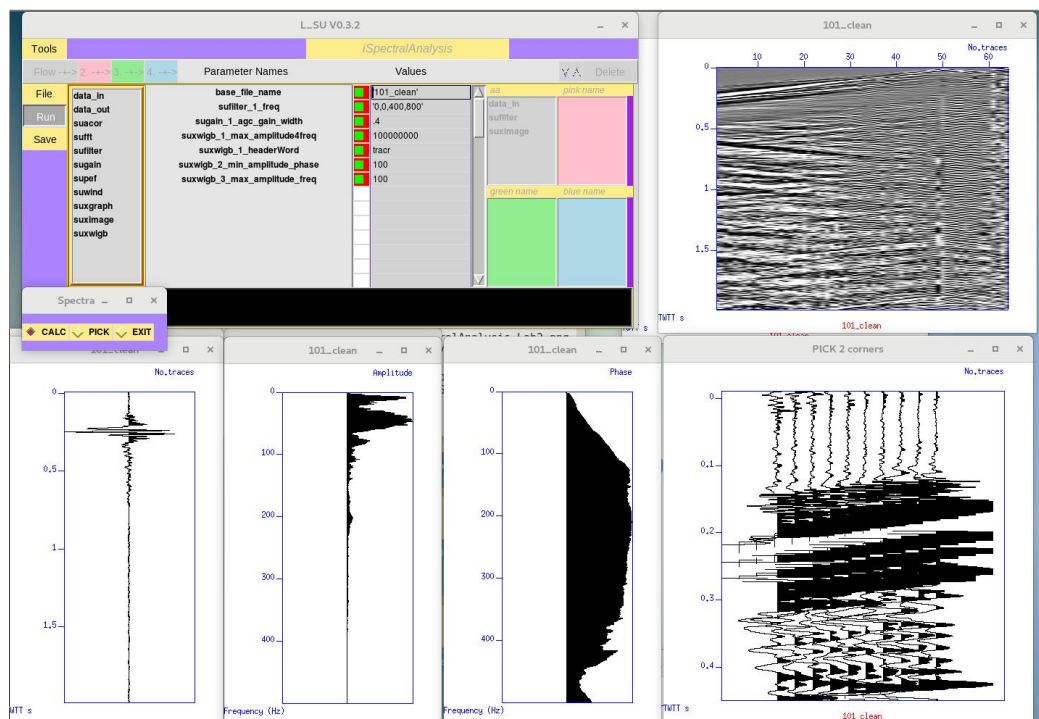 L_SU V0.3.2
Tools
iSpectralAnalysis
Flow -+-> 2. -+-> 3. -+-> 4. -+->
Parameter Names
Values
Delete
File
Run
Save
data_in
data_out
suacor
sufft
sufilter
sugain
supef
suwind
suxgraph
suximage
suxwigb
base_file_name
'101_clean'
sufilter_1_freq
'0,0,400,800'
sugain_1_agc_gain_width
.4
suxwigb_1_max_amplitude4freq
100000000
suxwigb_1_headerWord
tracr
suxwigb_2_min_amplitude_phase
100
suxwigb_3_max_amplitude_freq
100
aa
pink name
data_in
sufilter
suximage
green name
blue name
Spectra
CALC
PICK
EXIT
101_clean
No.traces
10 20 30 40 50 60
0
0.5
1
1.5
TWTT s
101_clean
101_clean
No.traces
0
0.5
1
1.5
WTT s
101_clean
Amplitude
0
100
200
300
400
Frequency (Hz)
101_clean
Phase
0
100
200
300
400
Frequency (Hz)
PICK 2 corners
No.traces
0
0.1
0.2
0.3
0.4
TWTT s
101_clean